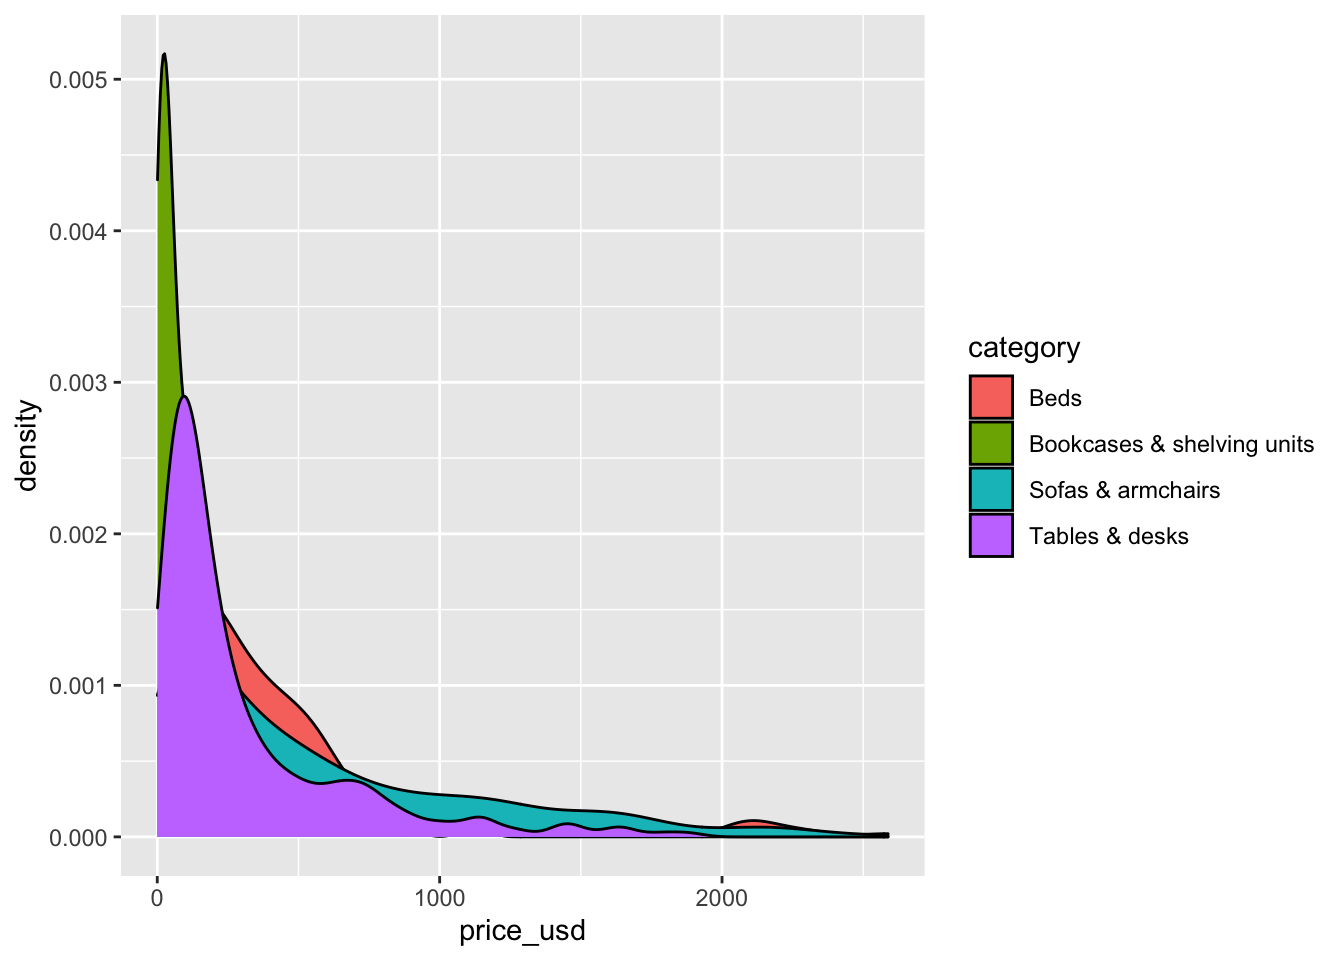 0.005
0.004
0.003
0.002
0.001
0.000
density
0 1000 2000
price_usd
category
Beds
Bookcases & shelving units
Sofas & armchairs
Tables & desks